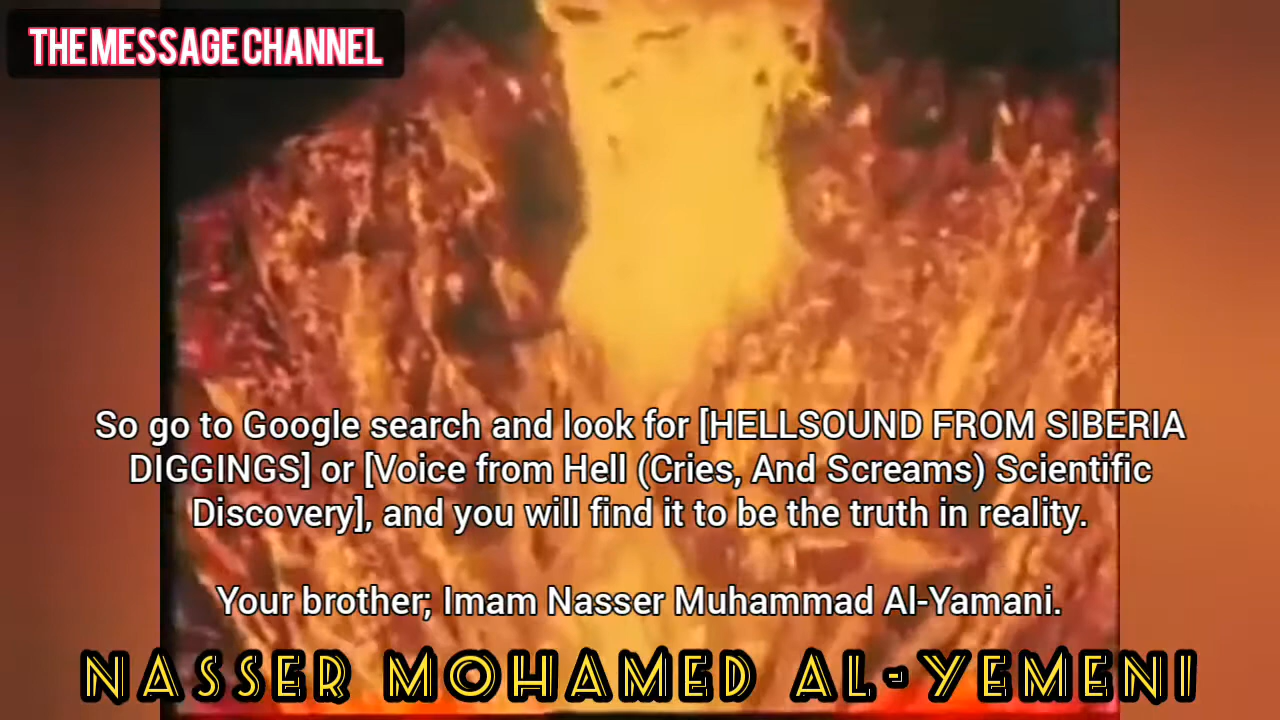 THE MESSAGE CHANNEL
So go to Google search and look for [HELLSOUND FROM SIBERIA
DIGGINGS] or [Voice from Hell (Cries, And Screams) Scientific
Discovery], and you will find it to be the truth in reality.
Your brother; Imam Nasser Muhammad Al-Yamani.
NASSER MOHAMED AL-YEMENI